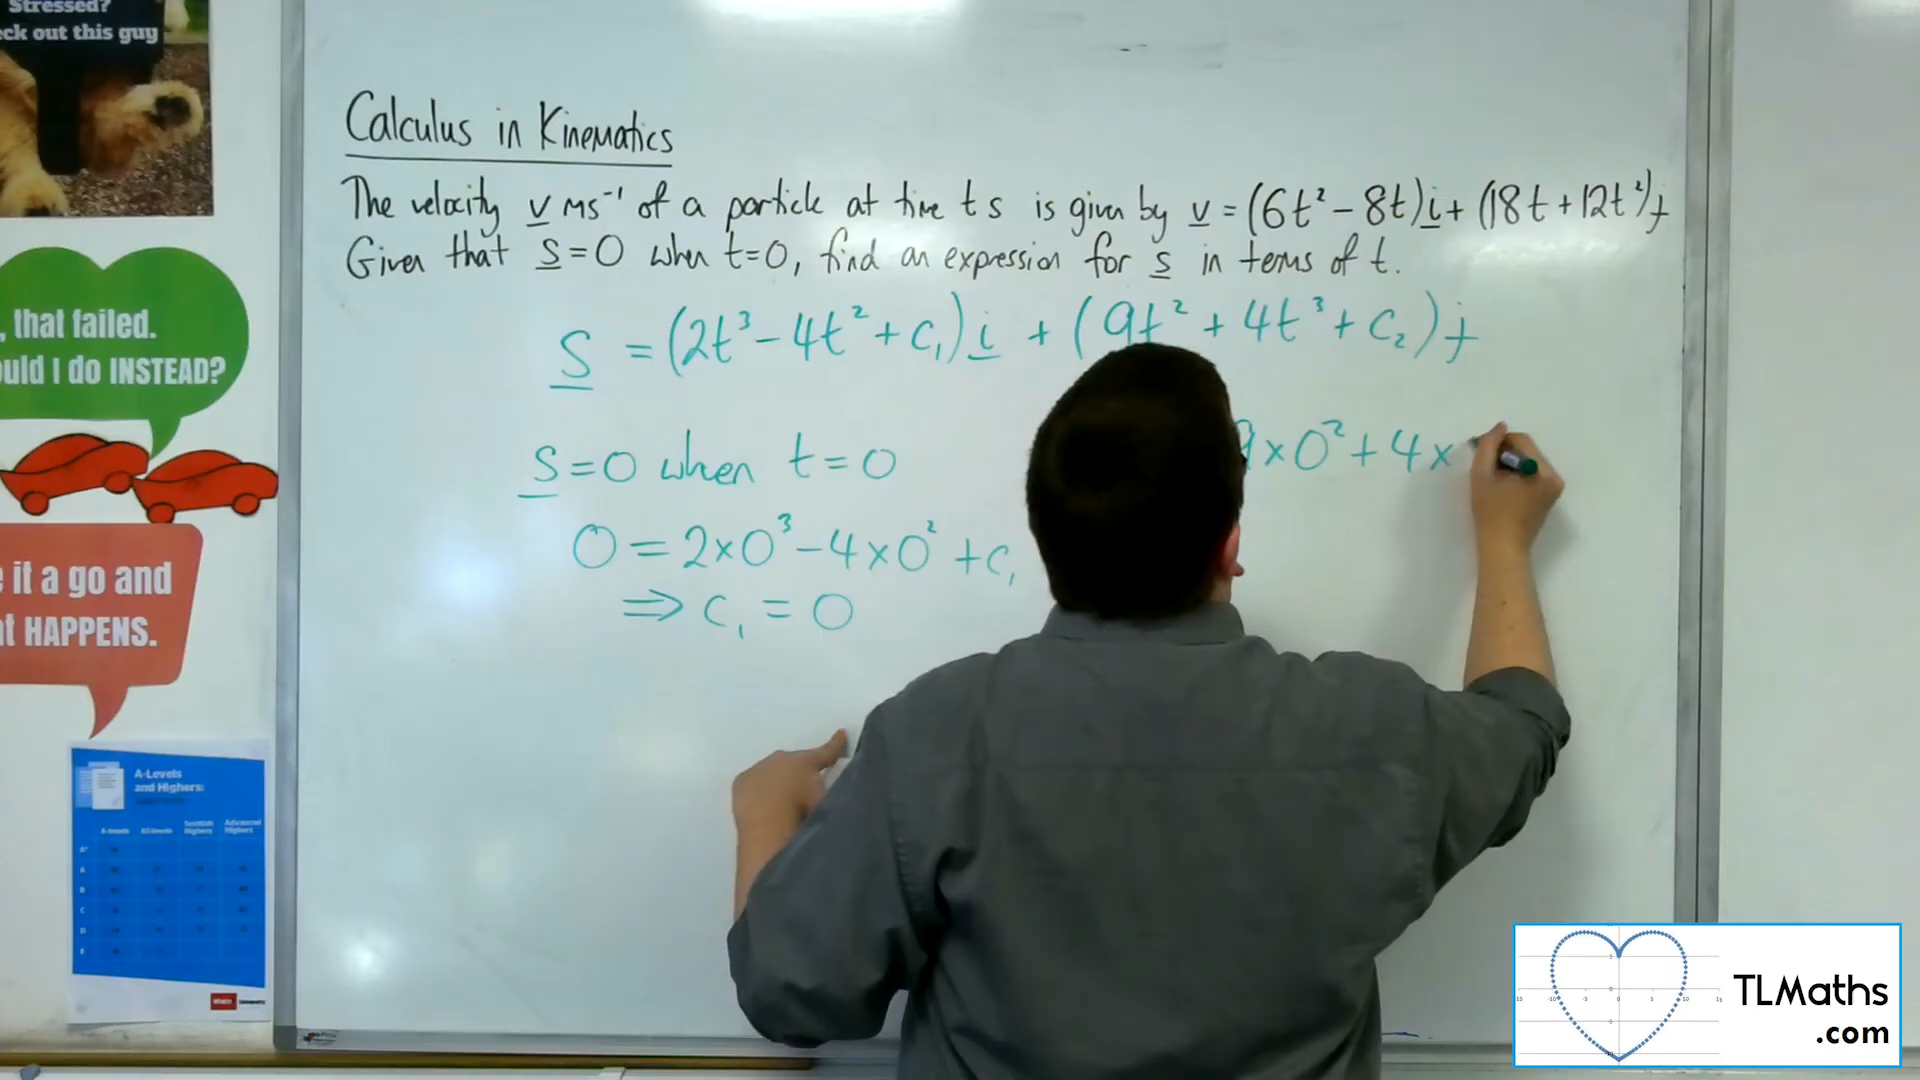 Stressed?
ck out this guy
, that failed.
uld I do INSTEAD?
e it a go and
t HAPPENS.
A-Levels
and Highers:
Calculus in Kinematics
The velocity v ms⁻¹ of a particle at time t s is given by v = (6t² – 8t)i + (18t + 12t²)j
Given that s = 0 when t = 0, find an expression for s in terms of t.
s = (2t³ – 4t² + c₁)i + (9t² + 4t³ + c₂)j
s = 0 when t = 0
9×0² + 4×
0 = 2×0³ – 4×0² + c₁
⇒ c₁ = 0
TLMaths
.com